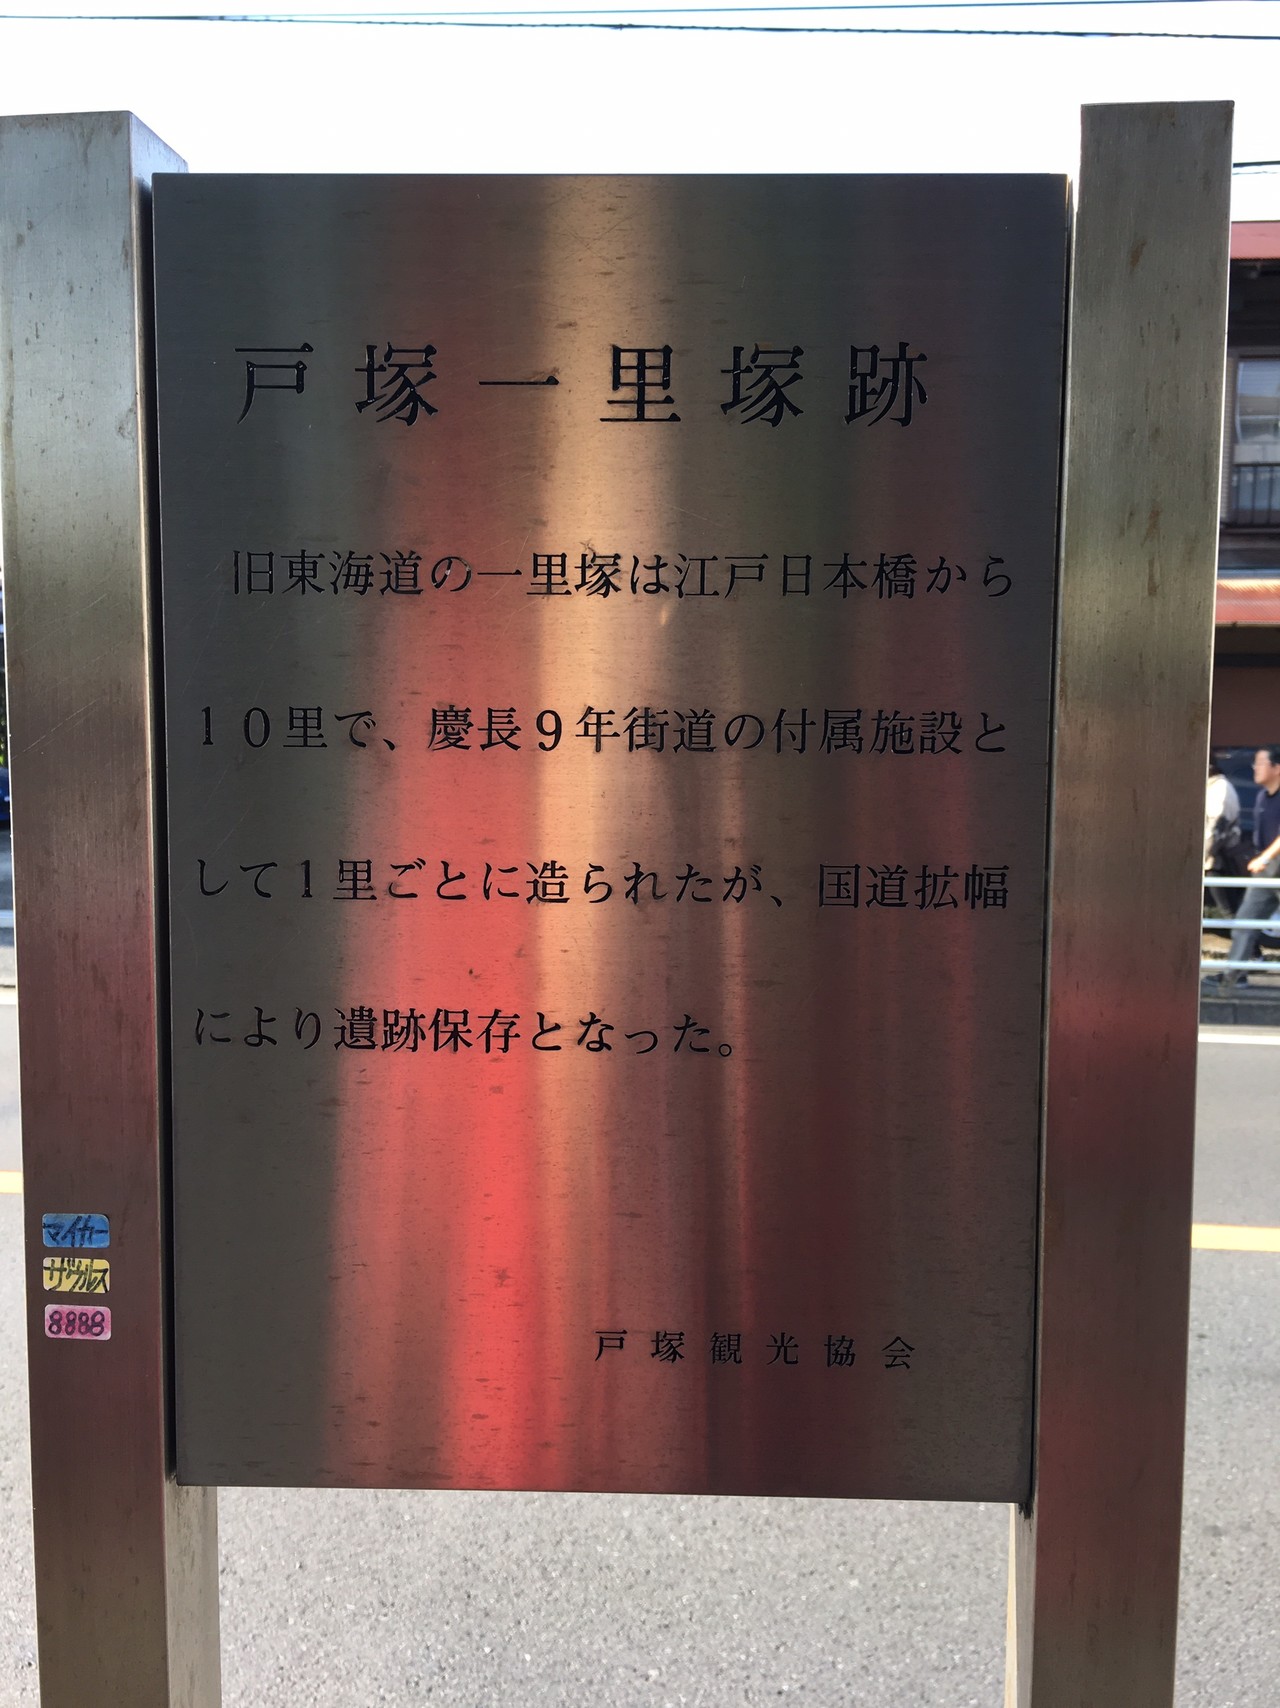 戸塚一里塚跡
旧東海道の一里塚は江戸日本橋から
10里で、慶長9年街道の付属施設と
して1里ごとに造られたが、国道拡幅
により遺跡保存となった。
戸塚観光協会
マイカー
ザウルス
8888